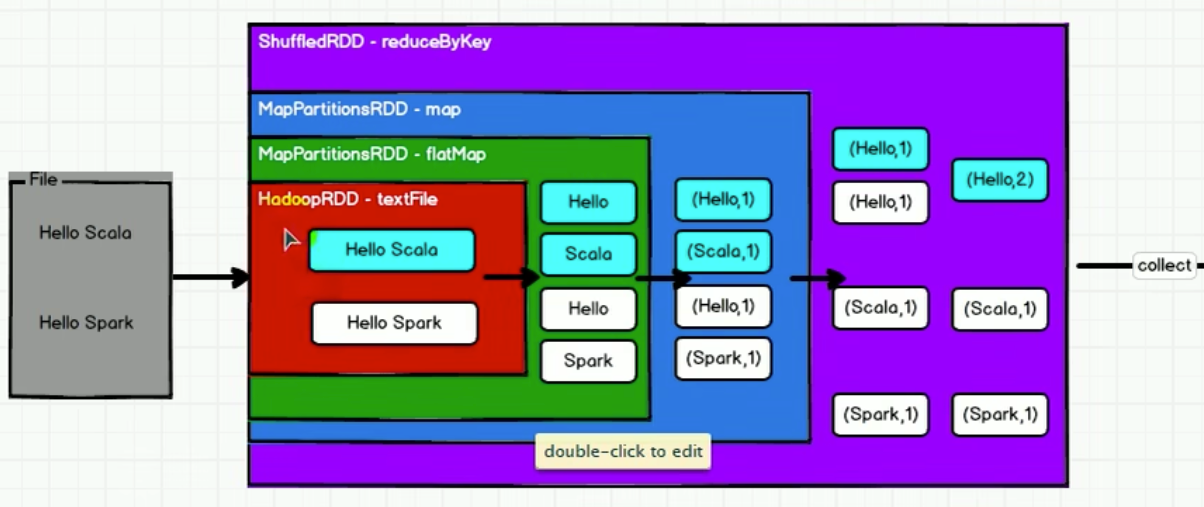 ShuffledRDD - reduceByKey
MapPartitionsRDD - map
MapPartitionsRDD - flatMap
HadoopRDD - textFile
File
Hello Scala
Hello Spark
Hello Scala
Hello Spark
Hello
Scala
Hello
Spark
(Hello,1)
(Scala,1)
(Hello,1)
(Spark,1)
(Hello,1)
(Hello,1)
(Hello,2)
(Scala,1)
(Scala,1)
(Spark,1)
(Spark,1)
collect
double-click to edit